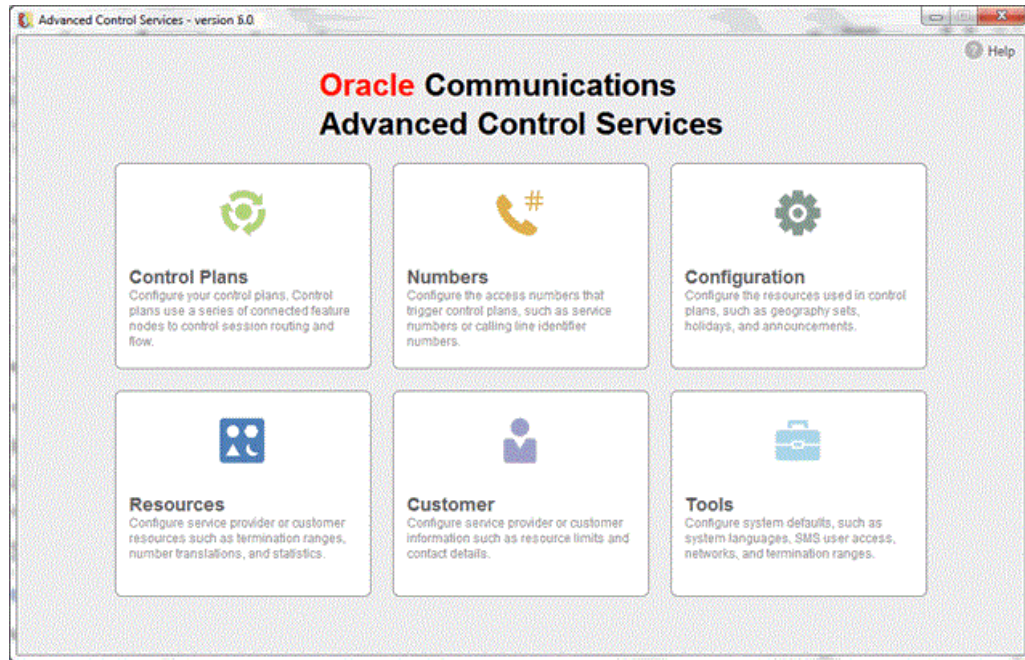 Advanced Control Services - version 6.0
Help
Oracle Communications
Advanced Control Services
Control Plans
Configure your control plans. Control
plans use a series of connected feature
nodes to control session routing and
flow.
Numbers
Configure the access numbers that
trigger control plans, such as service
numbers or calling line identifier
numbers.
Configuration
Configure the resources used in control
plans, such as geography sets,
holidays, and announcements.
Resources
Configure service provider or customer
resources such as termination ranges,
number translations, and statistics.
Customer
Configure service provider or customer
information such as resource limits and
contact details.
Tools
Configure system defaults, such as
system languages, SMS user access,
networks, and termination ranges.